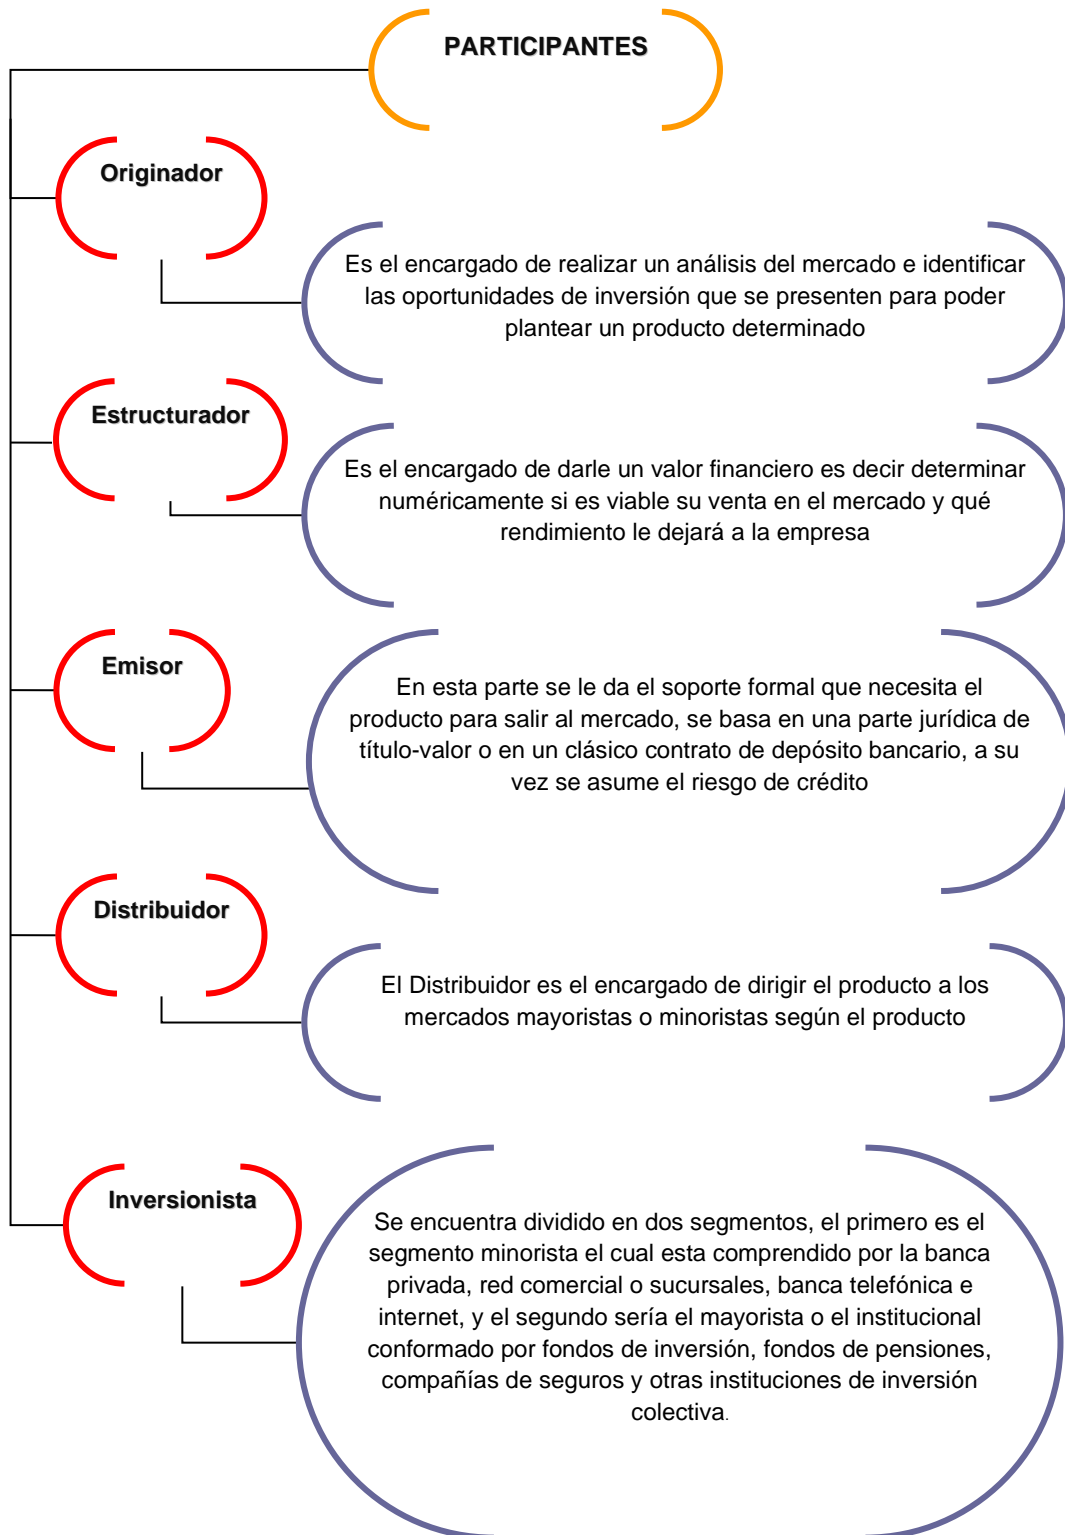 PARTICIPANTES
Originador
Es el encargado de realizar un análisis del mercado e identificar
las oportunidades de inversión que se presenten para poder
plantear un producto determinado
Estructurador
Es el encargado de darle un valor financiero es decir determinar
numéricamente si es viable su venta en el mercado y qué
rendimiento le dejará a la empresa
Emisor
En esta parte se le da el soporte formal que necesita el
producto para salir al mercado, se basa en una parte jurídica de
título-valor o en un clásico contrato de depósito bancario, a su
vez se asume el riesgo de crédito
Distribuidor
El Distribuidor es el encargado de dirigir el producto a los
mercados mayoristas o minoristas según el producto
Inversionista
Se encuentra dividido en dos segmentos, el primero es el
segmento minorista el cual esta comprendido por la banca
privada, red comercial o sucursales, banca telefónica e
internet, y el segundo sería el mayorista o el institucional
conformado por fondos de inversión, fondos de pensiones,
compañías de seguros y otras instituciones de inversión
colectiva.